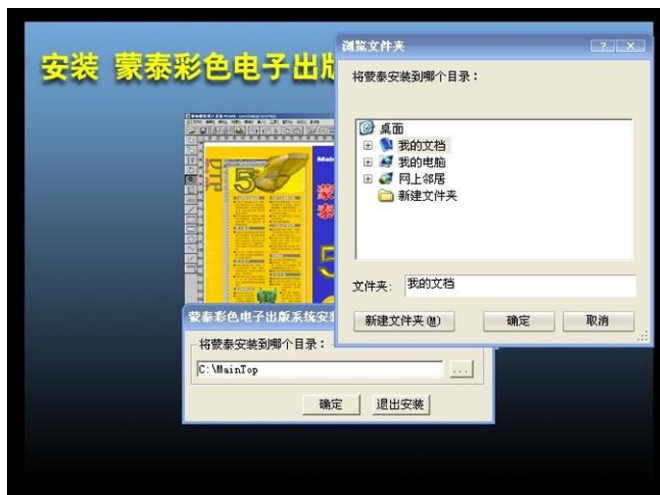 安装 蒙泰彩色电子出版
浏览文件夹
将蒙泰安装到哪个目录：
桌面
我的文档
我的电脑
网上邻居
新建文件夹
文件夹: 我的文档
新建文件夹(M) 确定 取消
蒙泰彩色电子出版系统安
将蒙泰安装到哪个目录：
C:\MainTop ...
确定 退出安装